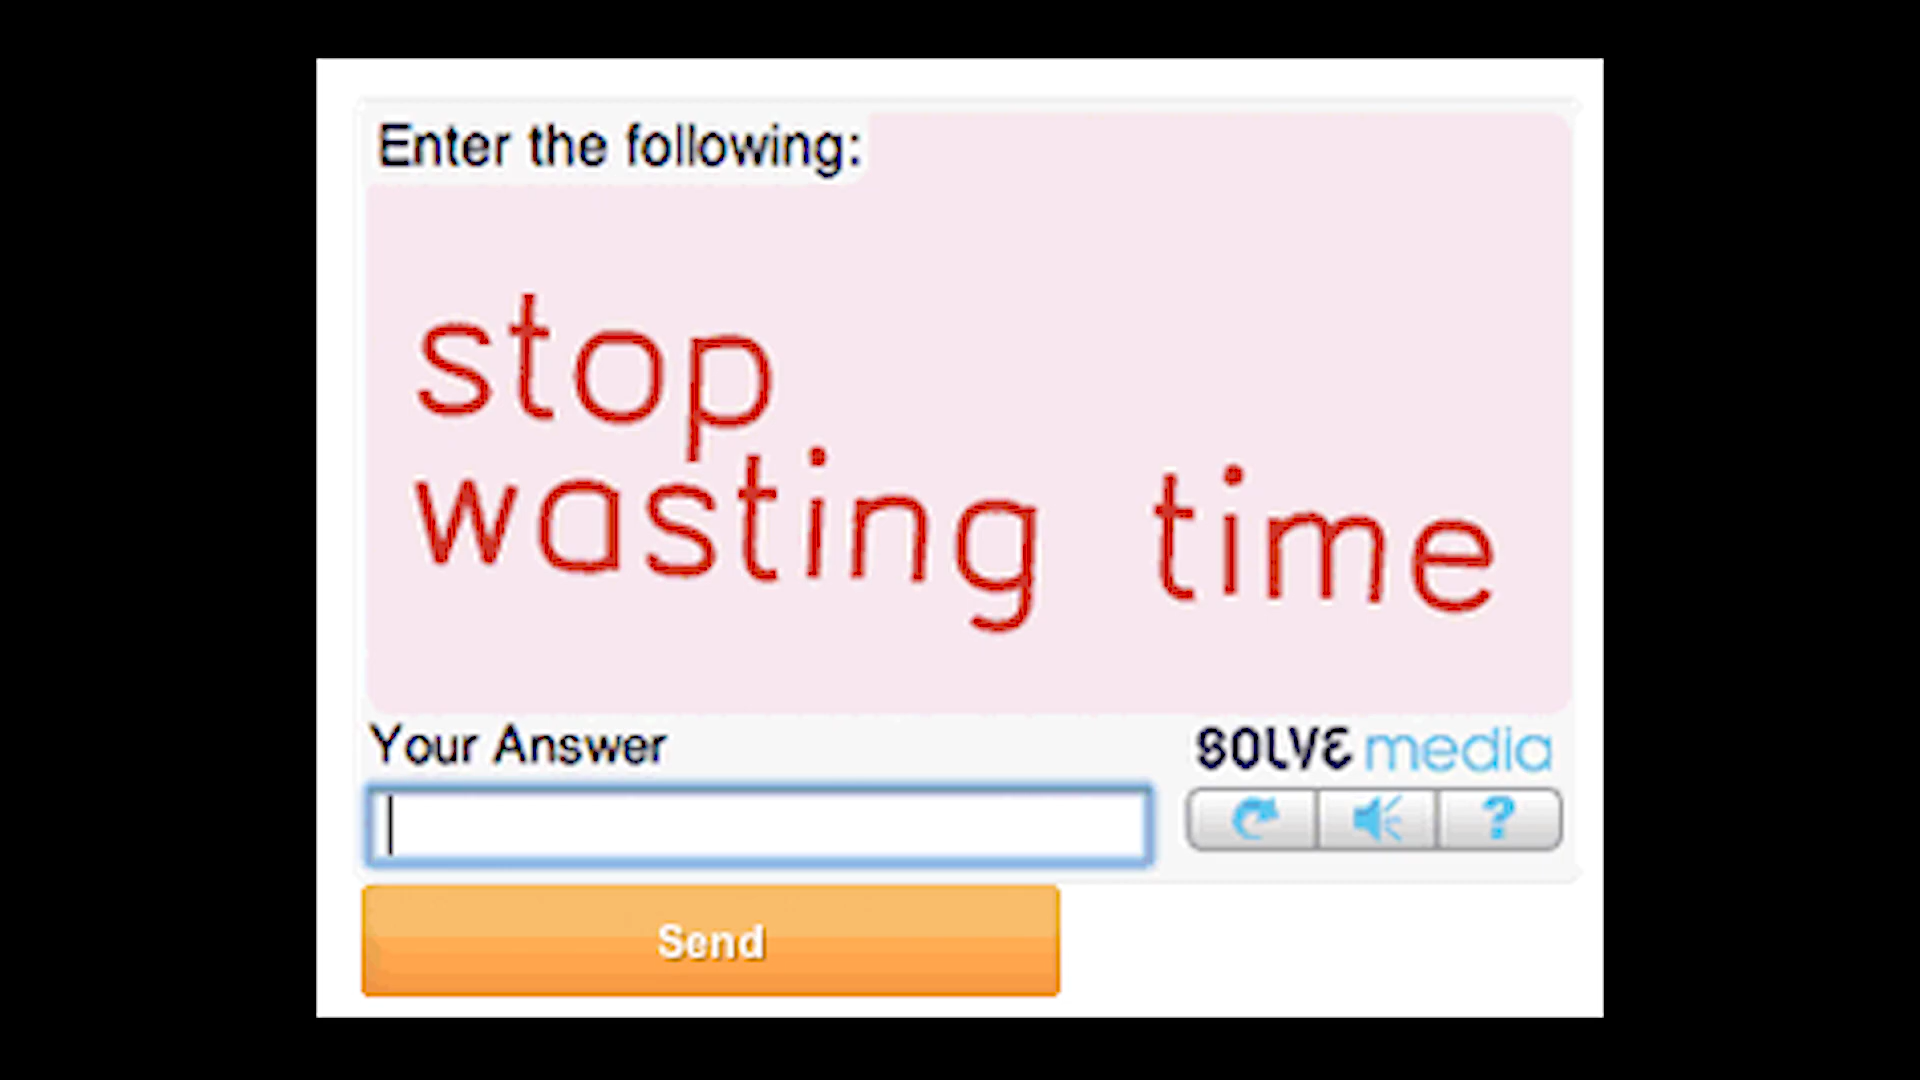 Enter the following:
stop
wasting time
Your Answer
SOLVE media
?
Send